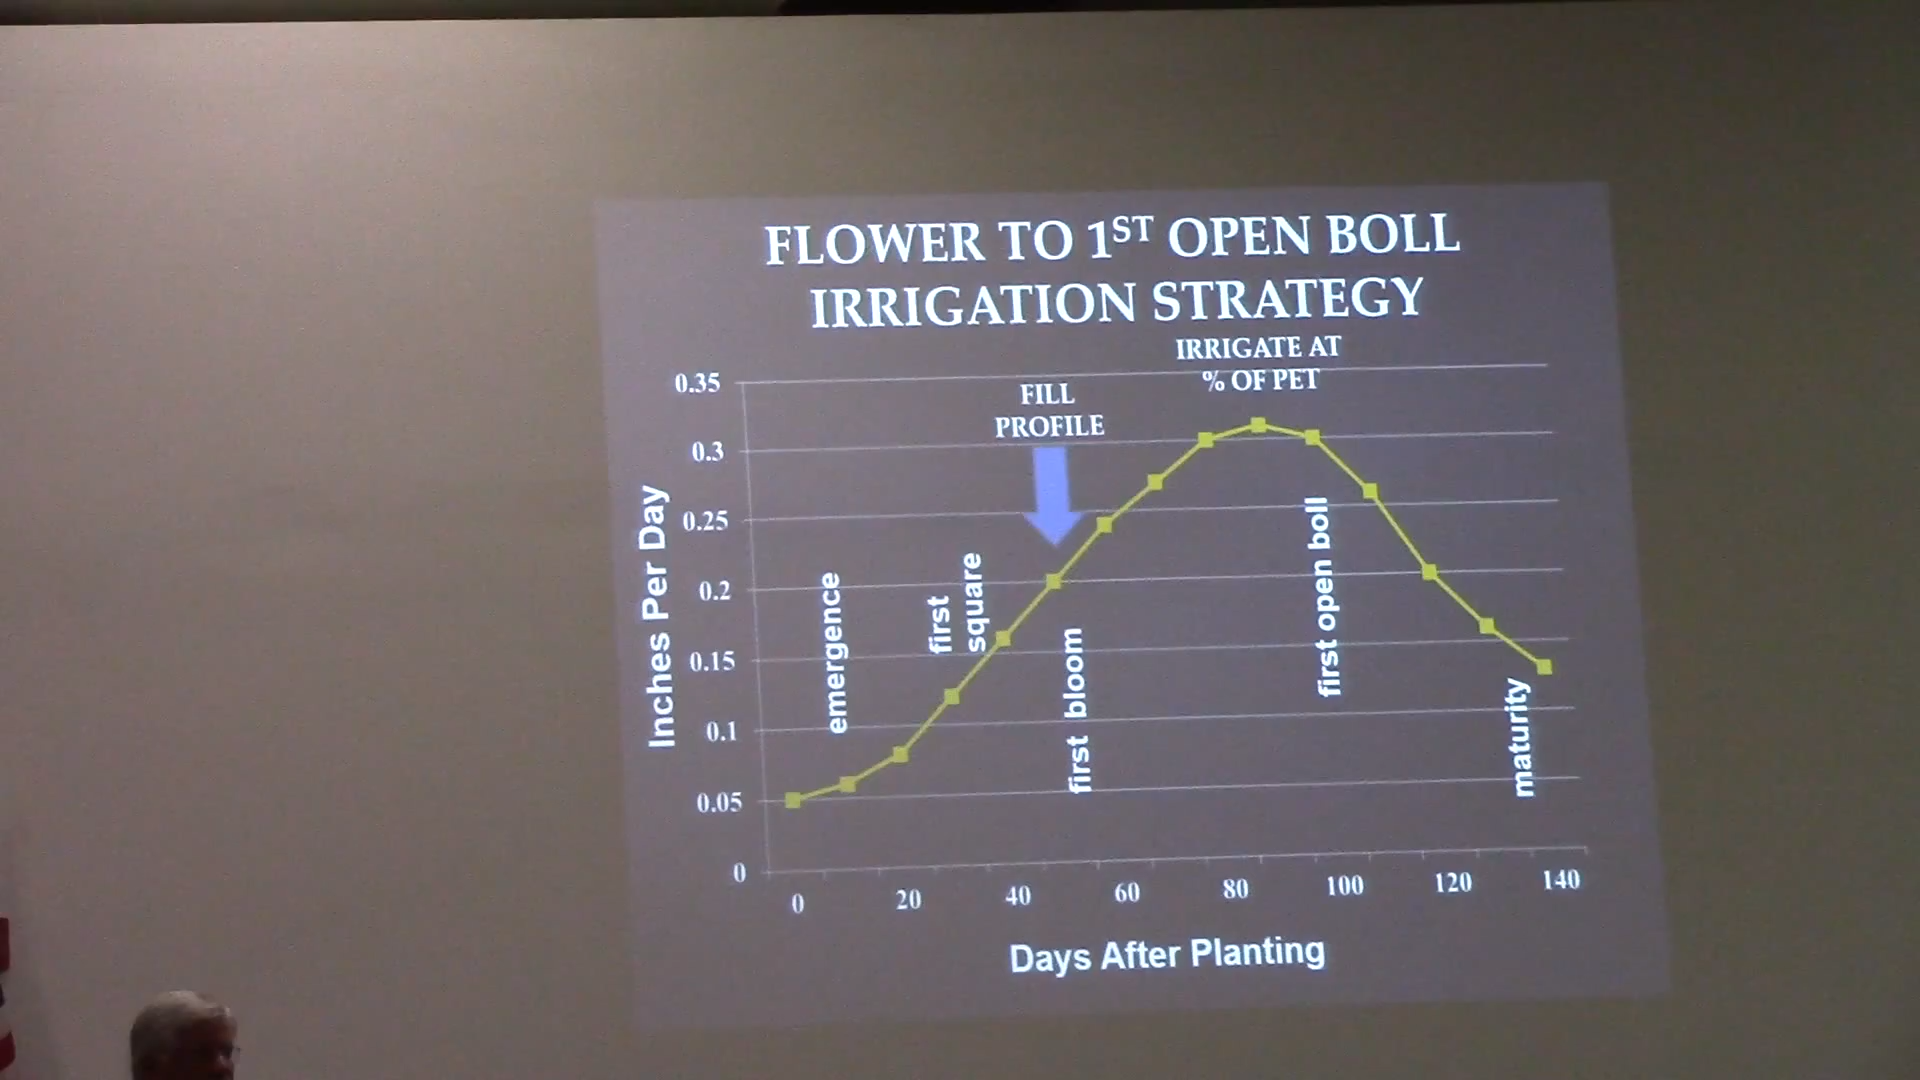 FLOWER TO 1ST OPEN BOLL
IRRIGATION STRATEGY
IRRIGATE AT
% OF PET
FILL
PROFILE
0.35
0.3
0.25
0.2
0.15
0.1
0.05
0
Inches Per Day
emergence
first
square
first bloom
first open boll
maturity
0 20 40 60 80 100 120 140
Days After Planting